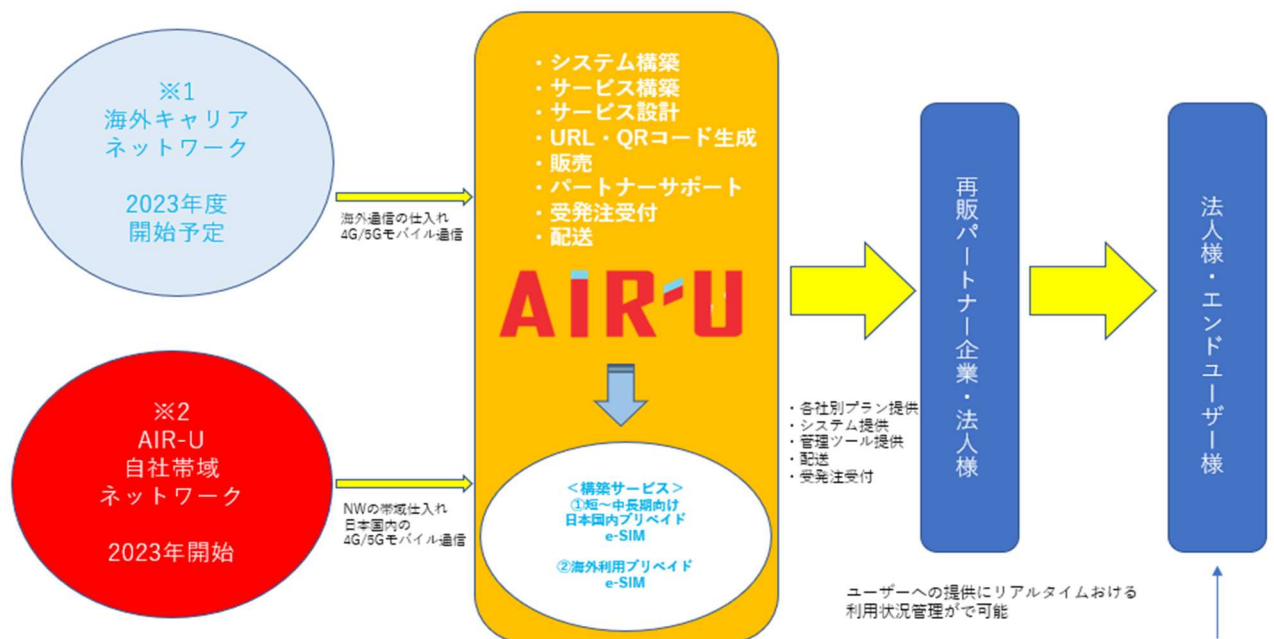 ※1
海外キャリア
ネットワーク
2023年度
開始予定
海外通信の仕入れ
4G/5Gモバイル通信
※2
AIR-U
自社帯域
ネットワーク
2023年開始
NWの帯域仕入れ
日本国内の
4G/5Gモバイル通信
・システム構築
・サービス構築
・サービス設計
・URL・QRコード生成
・販売
・パートナーサポート
・受発注受付
・配送
AiR-U
<構築サービス>
①短~中長期向け
日本国内プリペイド
e-SIM
②海外利用プリペイド
e-SIM
・各社別プラン提供
・システム提供
・管理ツール提供
・配送
・受発注受付
再販パートナー企業・法人様
法人様・エンドユーザー様
ユーザーへの提供にリアルタイムおける
利用状況管理がで可能